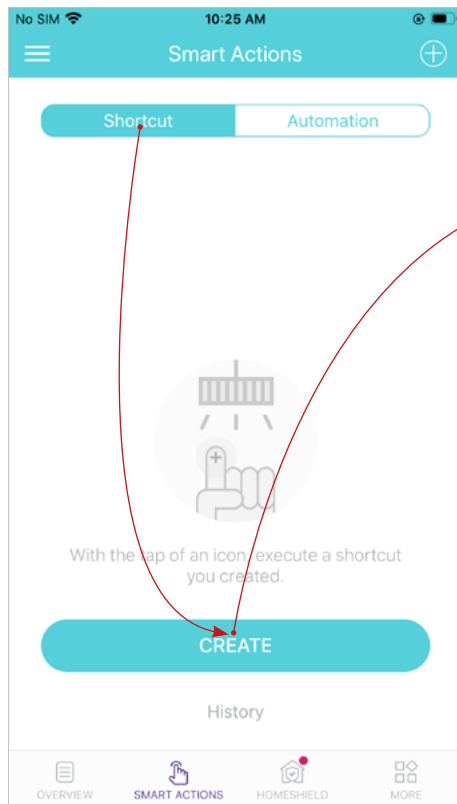 No SIM 10:25 AM
Smart Actions
Shortcut Automation
With the tap of an icon, execute a shortcut
you created.
CREATE
History
OVERVIEW SMART ACTIONS HOMESHIELD MORE